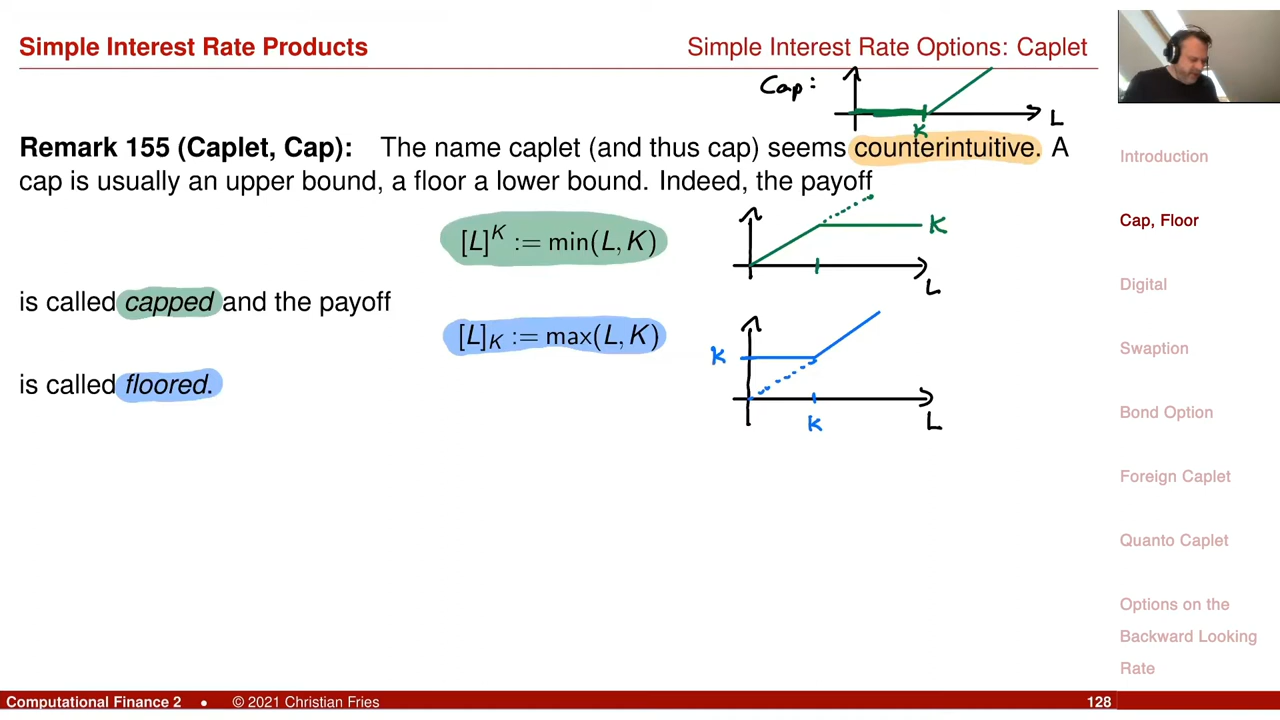 Simple Interest Rate Products
Simple Interest Rate Options: Caplet
Cap:
L
K
Remark 155 (Caplet, Cap): The name caplet (and thus cap) seems counterintuitive. A
cap is usually an upper bound, a floor a lower bound. Indeed, the payoff
[L]^K := min(L, K)
K
L
is called capped and the payoff
[L]_K := max(L, K)
K
K
L
is called floored.
Introduction
Cap, Floor
Digital
Swaption
Bond Option
Foreign Caplet
Quanto Caplet
Options on the
Backward Looking
Rate
Computational Finance 2 • © 2021 Christian Fries
128